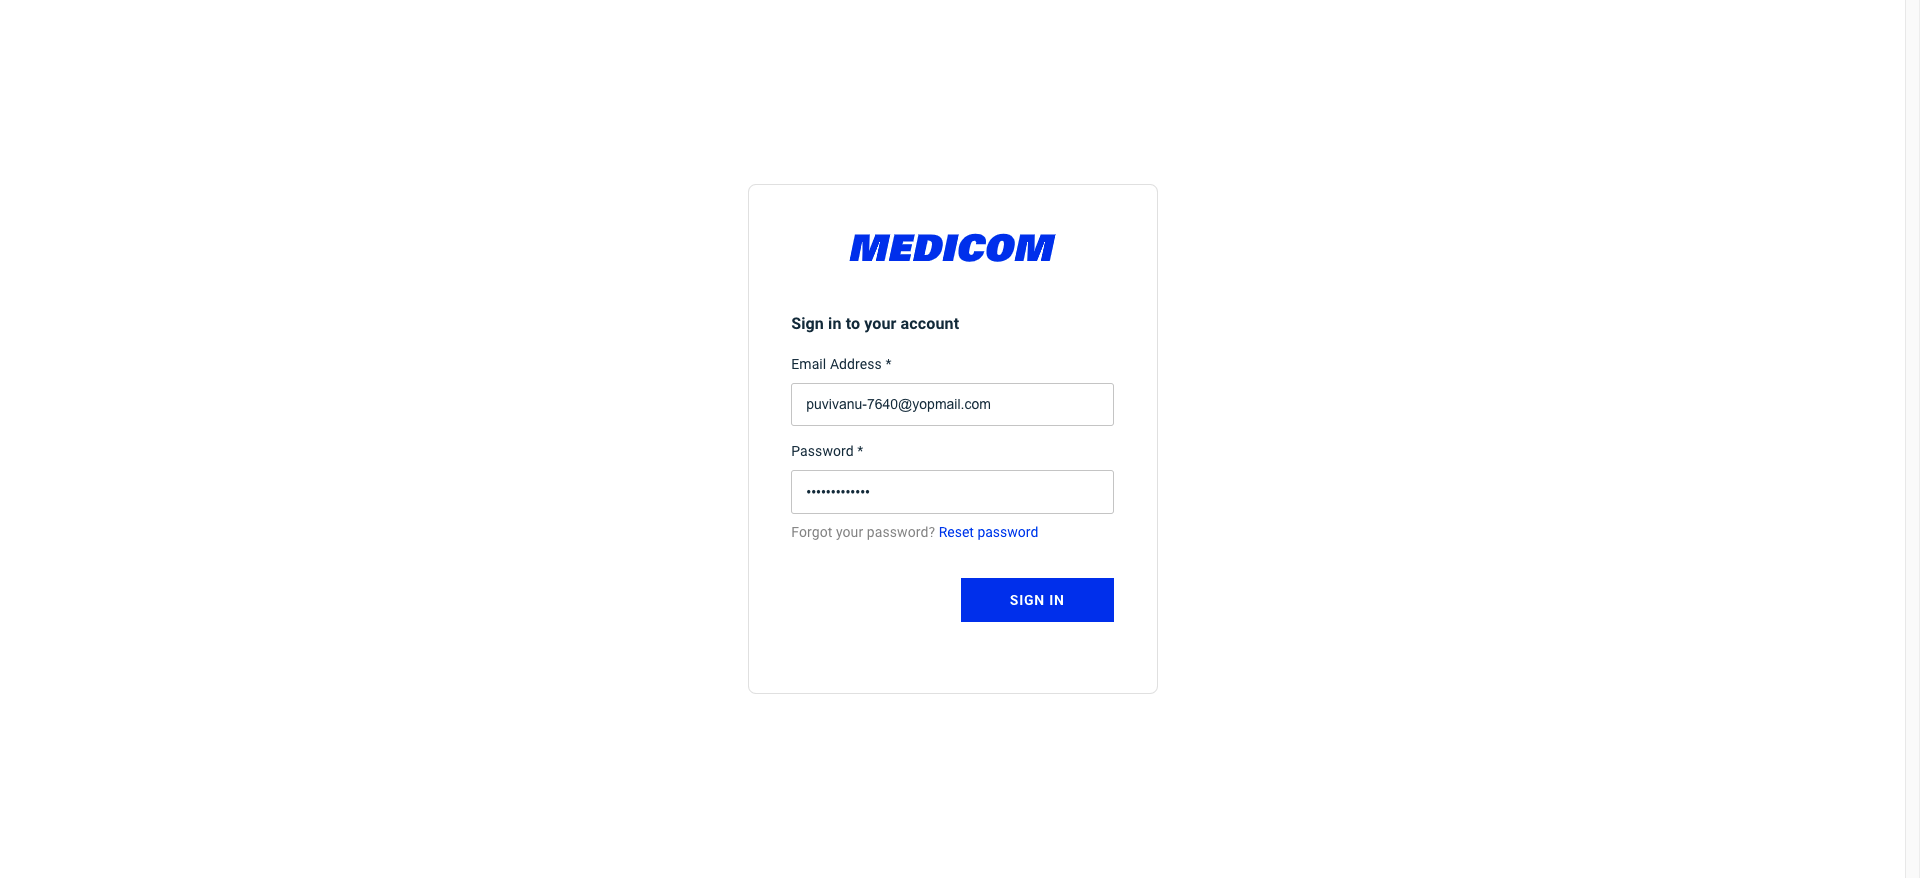 MEDICOM
Sign in to your account
Email Address *
puvivanu-7640@yopmail.com
Password *
•••••••••••••
Forgot your password? Reset password
SIGN IN